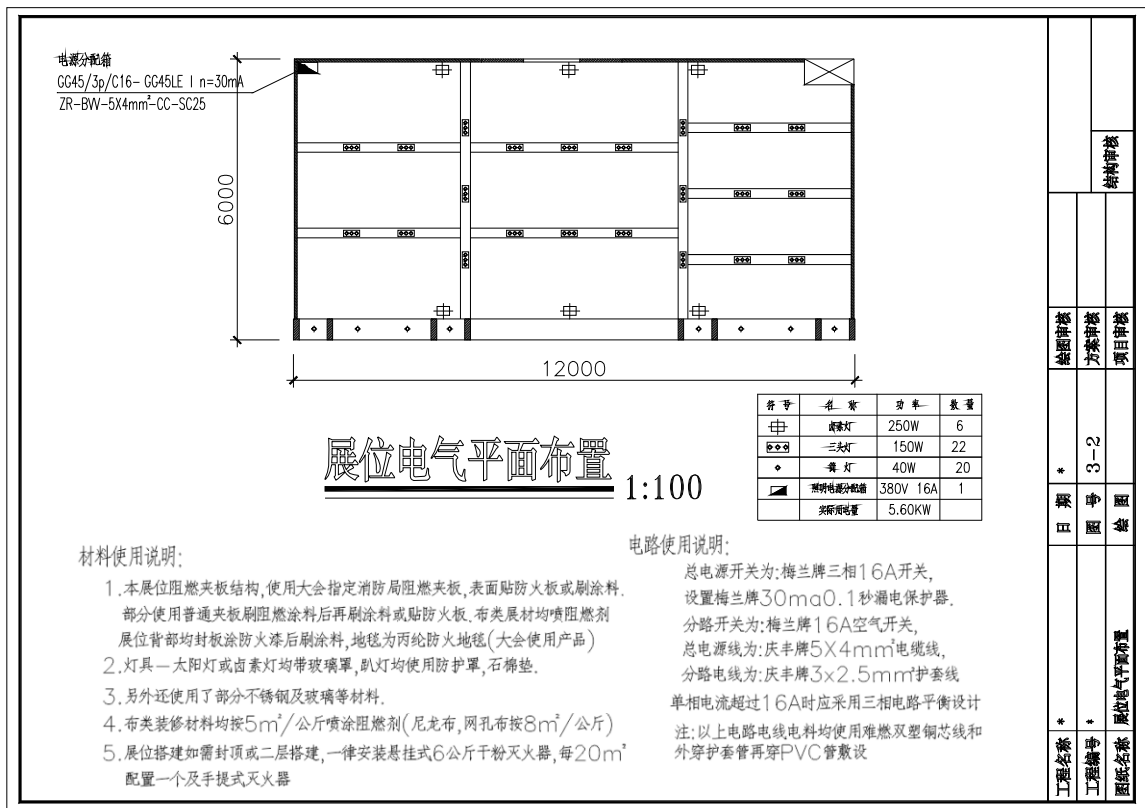 电源分配箱
GG45/3p/C16- GG45LE I n=30mA
ZR-BVV-5X4mm²-CC-SC25
6000
12000
符 号 名 称 功 率 数 量
卤素灯 250W 6
三头灯 150W 22
筒 灯 40W 20
照明电源分配箱 380V 16A 1
实际用电量 5.60KW
展位电气平面布置 1:100
材料使用说明:
1.本展位阻燃夹板结构,使用大会指定消防局阻燃夹板,表面贴防火板或刷涂料.
部分使用普通夹板刷阻燃涂料后再刷涂料或贴防火板.布类展材均喷阻燃剂
展位背部均封板涂防火漆后刷涂料,地毯为丙纶防火地毯(大会使用产品)
2.灯具—太阳灯或卤素灯均带玻璃罩,趴灯均使用防护罩,石棉垫.
3.另外还使用了部分不锈钢及玻璃等材料.
4.布类装修材料均按5m²/公斤喷涂阻燃剂(尼龙布,网孔布按8m²/公斤)
5.展位搭建如需封顶或二层搭建,一律安装悬挂式6公斤干粉灭火器,每20m²
配置一个及手提式灭火器
电路使用说明:
总电源开关为:梅兰牌三相16A开关,
设置梅兰牌30ma0.1秒漏电保护器.
分路开关为:梅兰牌16A空气开关,
总电源线为:庆丰牌5X4mm²电缆线,
分路电线为:庆丰牌3x2.5mm²护套线
单相电流超过16A时应采用三相电路平衡设计
注:以上电路电线电料均使用难燃双塑铜芯线和
外穿护套管再穿PVC管敷设
结构审核
绘图审核
方案审核
项目审核
日 期 *
图 号 3-2
绘 图
工程名称 *
工程编号 *
图纸名称 展位电气平面布置